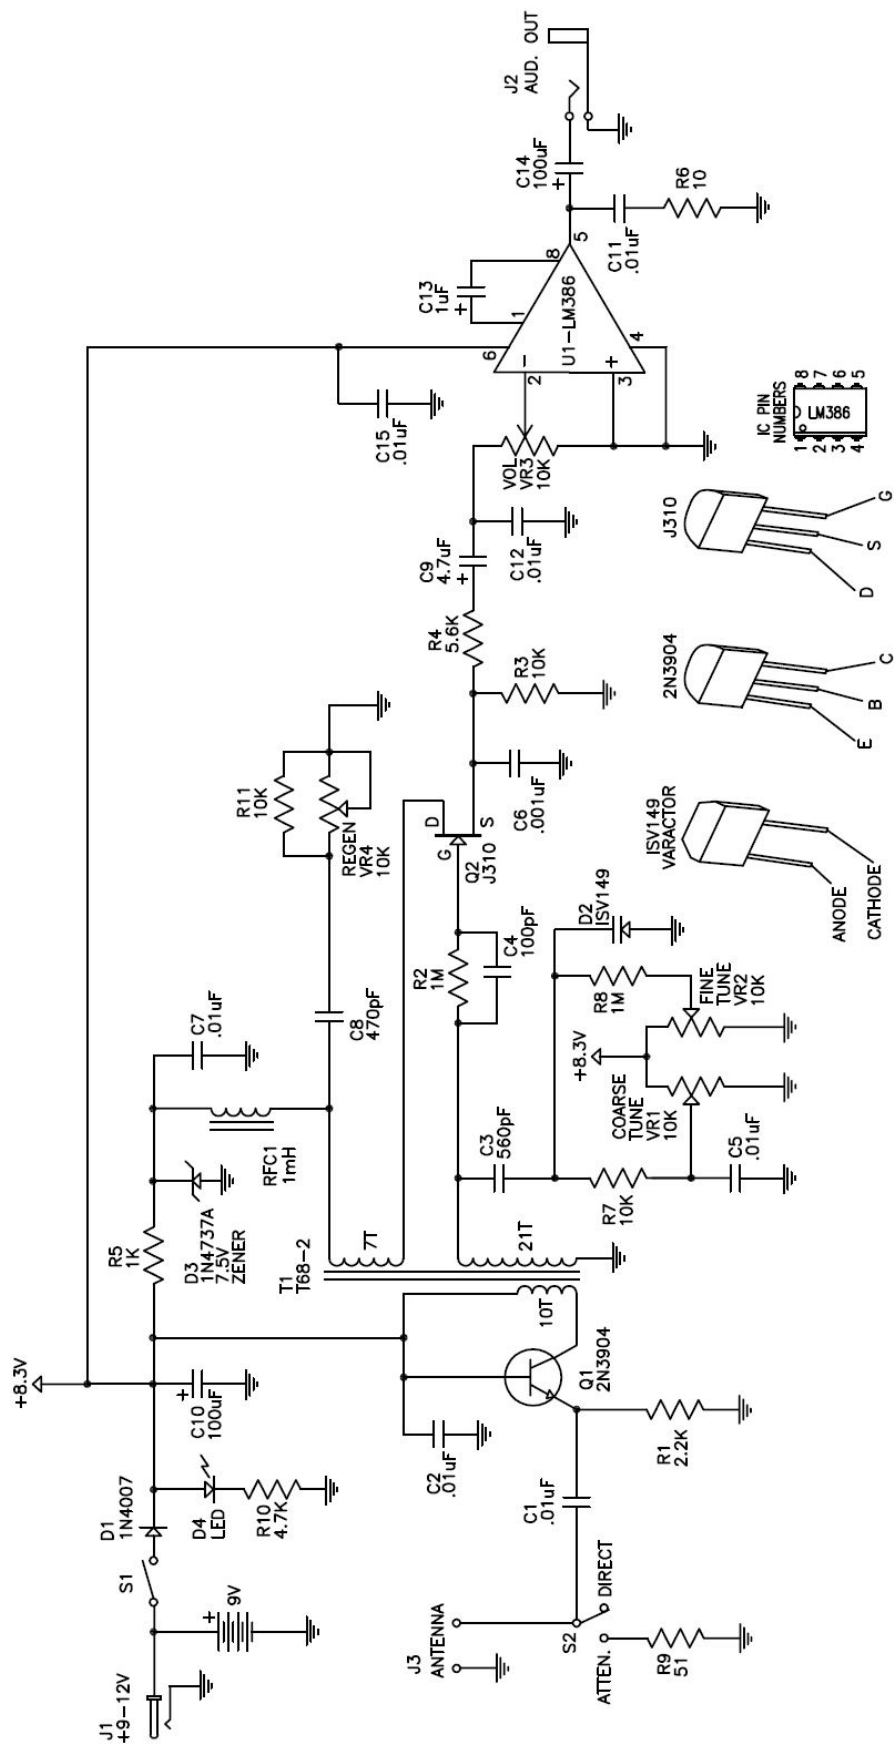 J1
+9-12V
9V
S1
D1
1N4007
D4
LED
R10
4.7K
+8.3V
C10
100uF
R5
1K
D3
1N4737A
7.5V
ZENER
C7
.01uF
RFC1
1mH
C8
470pF
R11
10K
REGEN
VR4
10K
T1
T68-2
7T
21T
10T
J3
ANTENNA
S2
ATTEN.
DIRECT
R9
51
C1
.01uF
C2
.01uF
Q1
2N3904
R1
2.2K
C3
560pF
R2
1M
C4
100pF
G
D
S
Q2
J310
C6
.001uF
R3
10K
R4
5.6K
C9
4.7uF
C12
.01uF
VOL
VR3
10K
C15
.01uF
C13
1uF
6
1
8
2
3
4
5
U1-LM386
C14
100uF
C11
.01uF
R6
10
J2
AUD. OUT
R7
10K
C5
.01uF
COARSE
TUNE
VR1
10K
+8.3V
R8
1M
FINE
TUNE
VR2
10K
D2
ISV149
ISV149
VARACTOR
ANODE
CATHODE
2N3904
E
B
C
J310
D
S
G
IC PIN
NUMBERS
1
2
3
4
LM386
8
7
6
5